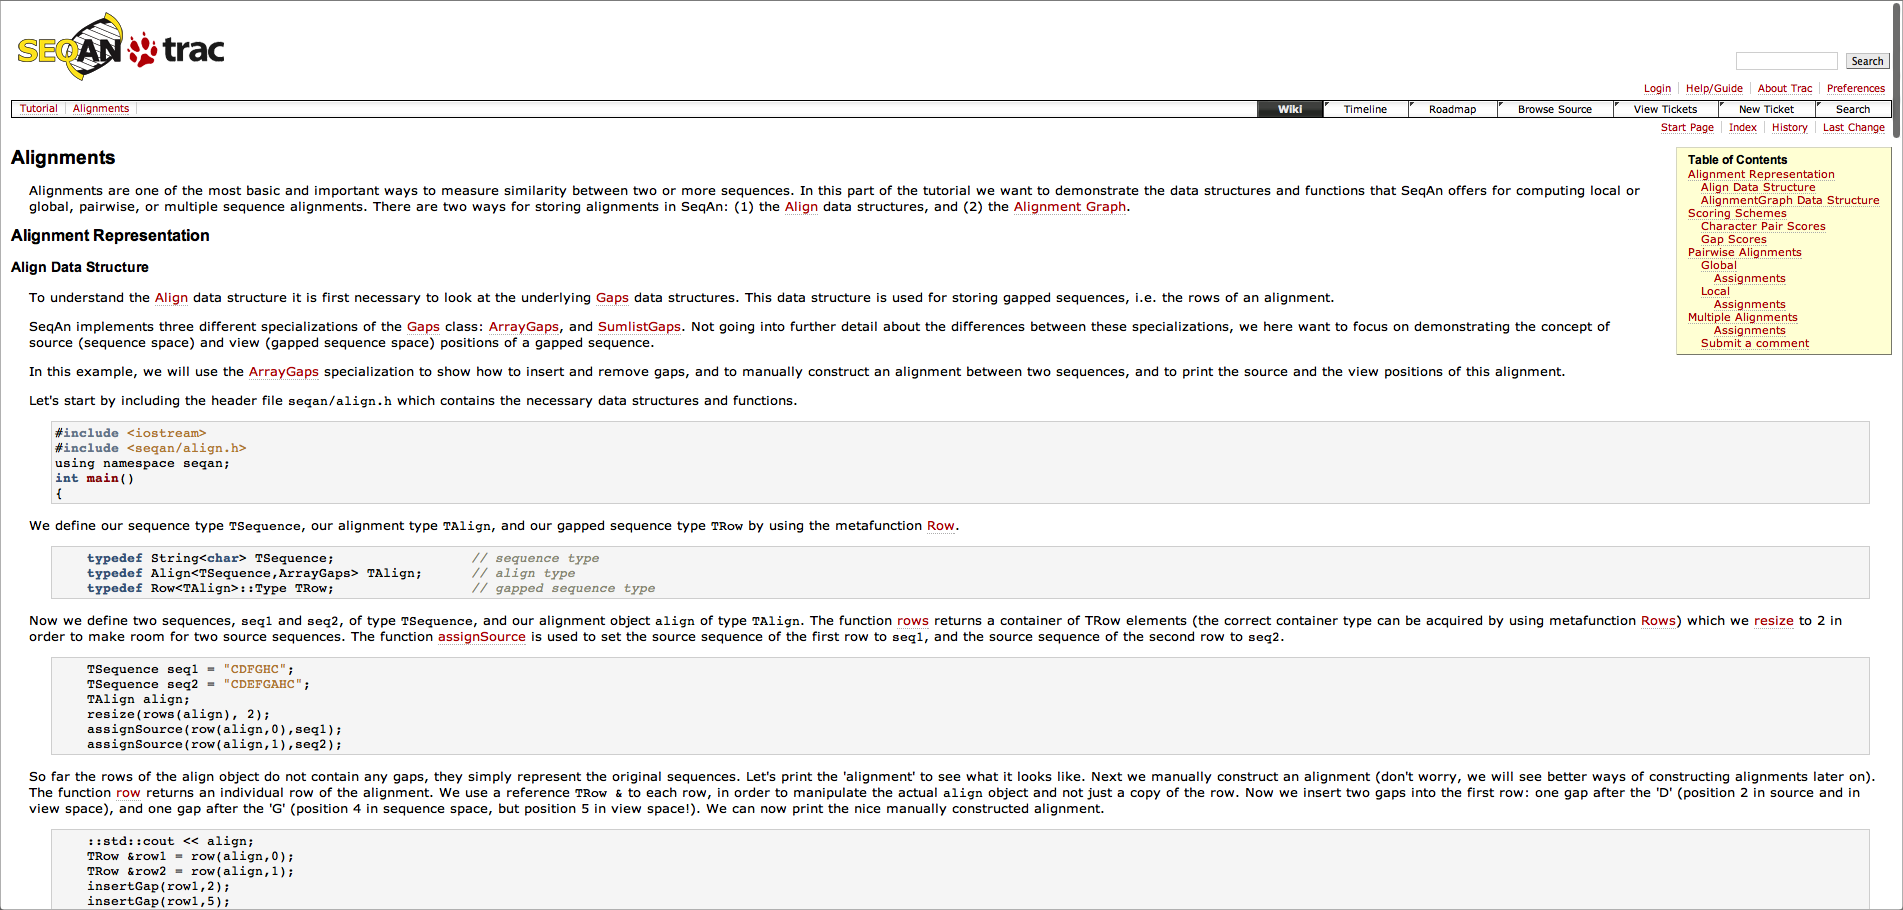 SEQAN trac
Search
Login Help/Guide About Trac Preferences
Tutorial Alignments
Wiki Timeline Roadmap Browse Source View Tickets New Ticket Search
Start Page Index History Last Change
Alignments
Alignments are one of the most basic and important ways to measure similarity between two or more sequences. In this part of the tutorial we want to demonstrate the data structures and functions that SeqAn offers for computing local or
global, pairwise, or multiple sequence alignments. There are two ways for storing alignments in SeqAn: (1) the Align data structures, and (2) the Alignment Graph.
Table of Contents
Alignment Representation
Align Data Structure
AlignmentGraph Data Structure
Scoring Schemes
Character Pair Scores
Gap Scores
Pairwise Alignments
Global
Assignments
Local
Assignments
Multiple Alignments
Assignments
Submit a comment
Alignment Representation
Align Data Structure
To understand the Align data structure it is first necessary to look at the underlying Gaps data structures. This data structure is used for storing gapped sequences, i.e. the rows of an alignment.
SeqAn implements three different specializations of the Gaps class: ArrayGaps, and SumlistGaps. Not going into further detail about the differences between these specializations, we here want to focus on demonstrating the concept of
source (sequence space) and view (gapped sequence space) positions of a gapped sequence.
In this example, we will use the ArrayGaps specialization to show how to insert and remove gaps, and to manually construct an alignment between two sequences, and to print the source and the view positions of this alignment.
Let's start by including the header file seqan/align.h which contains the necessary data structures and functions.
#include <iostream>
#include <seqan/align.h>
using namespace seqan;
int main()
{
We define our sequence type TSequence, our alignment type TAlign, and our gapped sequence type TRow by using the metafunction Row.
typedef String<char> TSequence; // sequence type
typedef Align<TSequence,ArrayGaps> TAlign; // align type
typedef Row<TAlign>::Type TRow; // gapped sequence type
Now we define two sequences, seq1 and seq2, of type TSequence, and our alignment object align of type TAlign. The function rows returns a container of TRow elements (the correct container type can be acquired by using metafunction Rows) which we resize to 2 in
order to make room for two source sequences. The function assignSource is used to set the source sequence of the first row to seq1, and the source sequence of the second row to seq2.
TSequence seq1 = "CDFGHC";
TSequence seq2 = "CDEFGAHC";
TAlign align;
resize(rows(align), 2);
assignSource(row(align,0),seq1);
assignSource(row(align,1),seq2);
So far the rows of the align object do not contain any gaps, they simply represent the original sequences. Let's print the 'alignment' to see what it looks like. Next we manually construct an alignment (don't worry, we will see better ways of constructing alignments later on).
The function row returns an individual row of the alignment. We use a reference TRow & to each row, in order to manipulate the actual align object and not just a copy of the row. Now we insert two gaps into the first row: one gap after the 'D' (position 2 in source and in
view space), and one gap after the 'G' (position 4 in sequence space, but position 5 in view space!). We can now print the nice manually constructed alignment.
::std::cout << align;
TRow &row1 = row(align,0);
TRow &row2 = row(align,1);
insertGap(row1,2);
insertGap(row1,5);